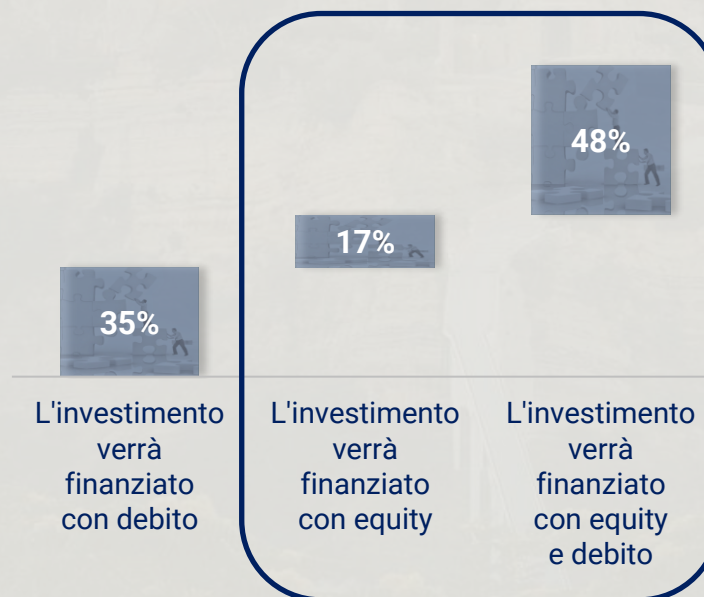 48%
17%
35%
L'investimento
verrà
finanziato
con debito
L'investimento
verrà
finanziato
con equity
L'investimento
verrà
finanziato
con equity
e debito